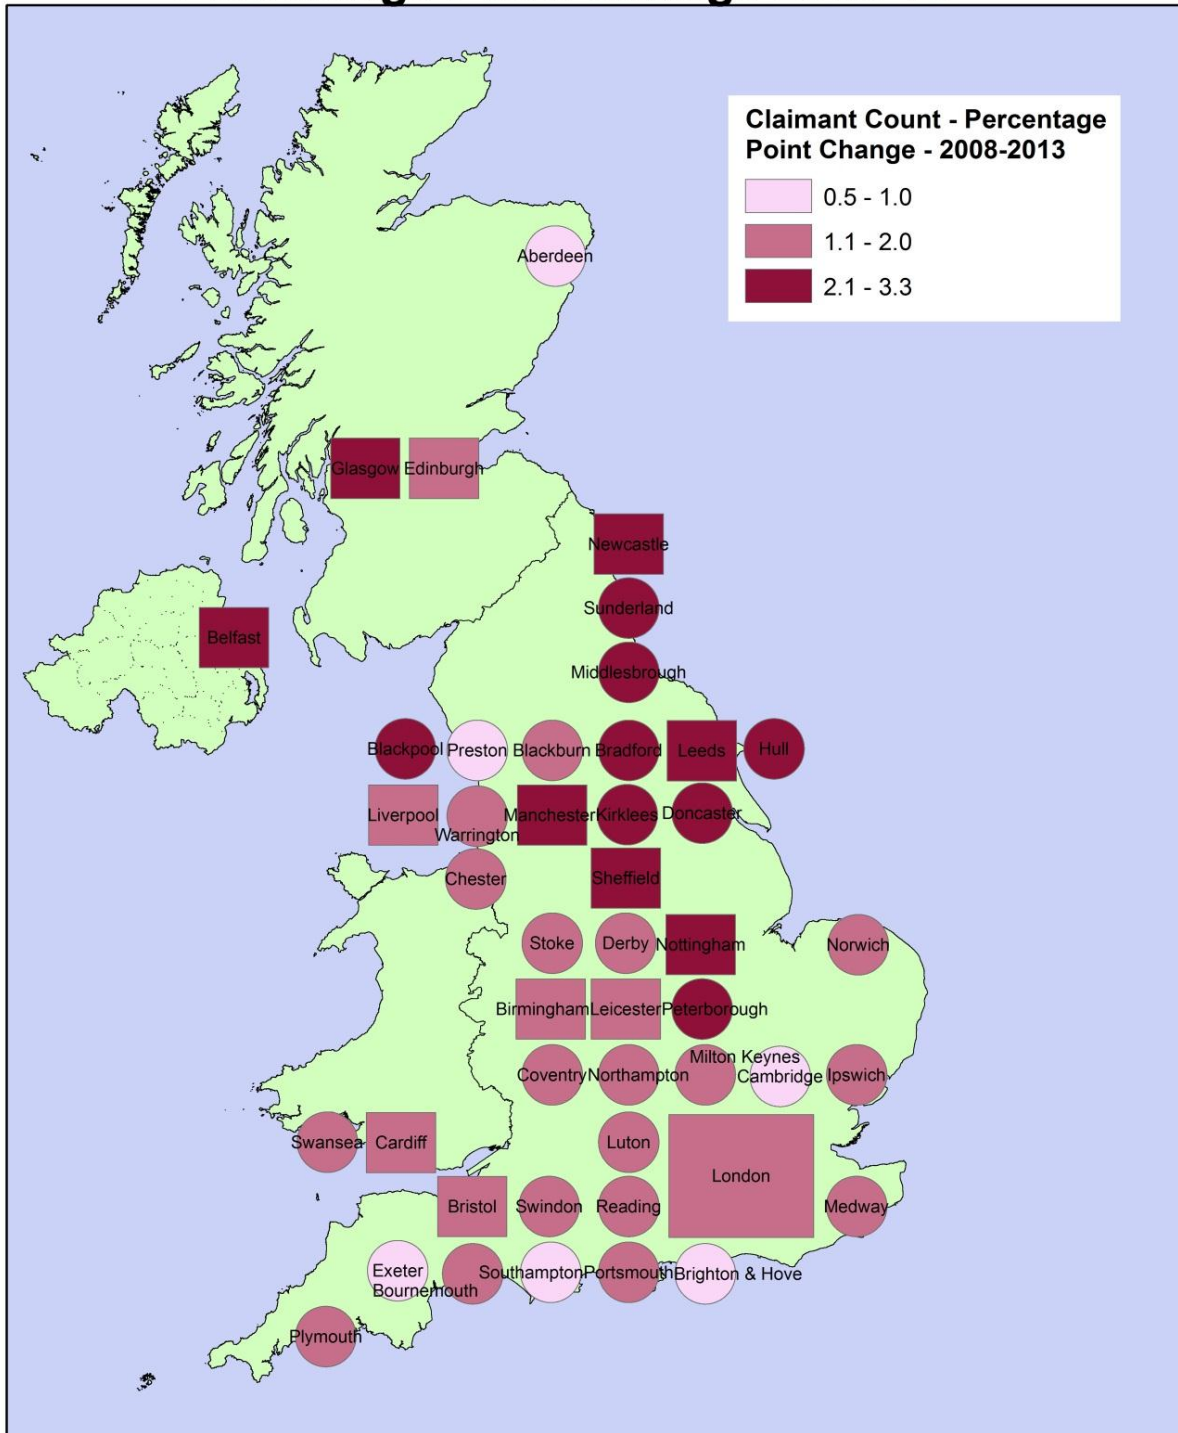 Claimant Count - Percentage
Point Change - 2008-2013
0.5 - 1.0
1.1 - 2.0
2.1 - 3.3
Aberdeen
Glasgow
Edinburgh
Newcastle
Sunderland
Belfast
Middlesbrough
Blackpool
Preston
Blackburn
Bradford
Leeds
Hull
Liverpool
Warrington
Manchester
Kirklees
Doncaster
Chester
Sheffield
Stoke
Derby
Nottingham
Norwich
Birmingham
Leicester
Peterborough
Coventry
Northampton
Milton Keynes
Cambridge
Ipswich
Swansea
Cardiff
Luton
London
Bristol
Swindon
Reading
Medway
Exeter
Bournemouth
Southampton
Portsmouth
Brighton & Hove
Plymouth